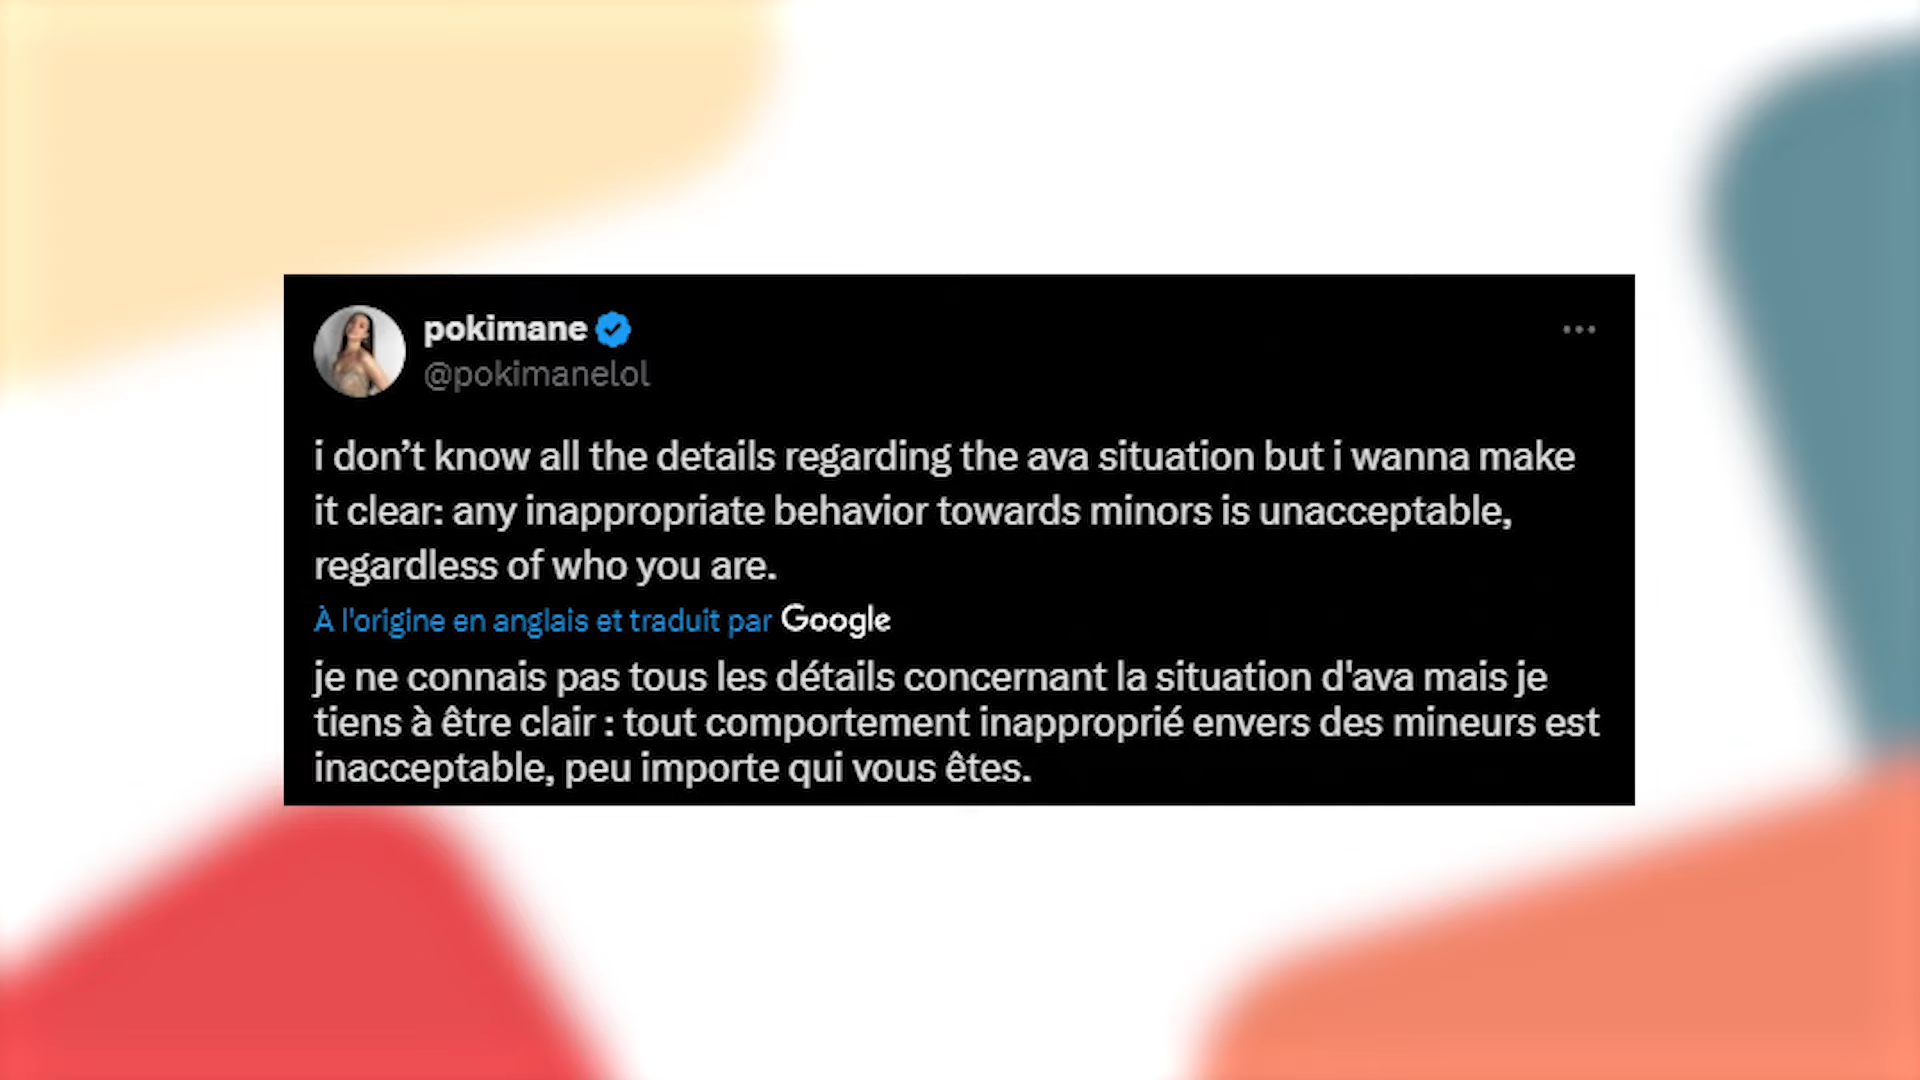 pokimane
@pokimanelol
i don’t know all the details regarding the ava situation but i wanna make
it clear: any inappropriate behavior towards minors is unacceptable,
regardless of who you are.
À l'origine en anglais et traduit par Google
je ne connais pas tous les détails concernant la situation d'ava mais je
tiens à être clair : tout comportement inapproprié envers des mineurs est
inacceptable, peu importe qui vous êtes.